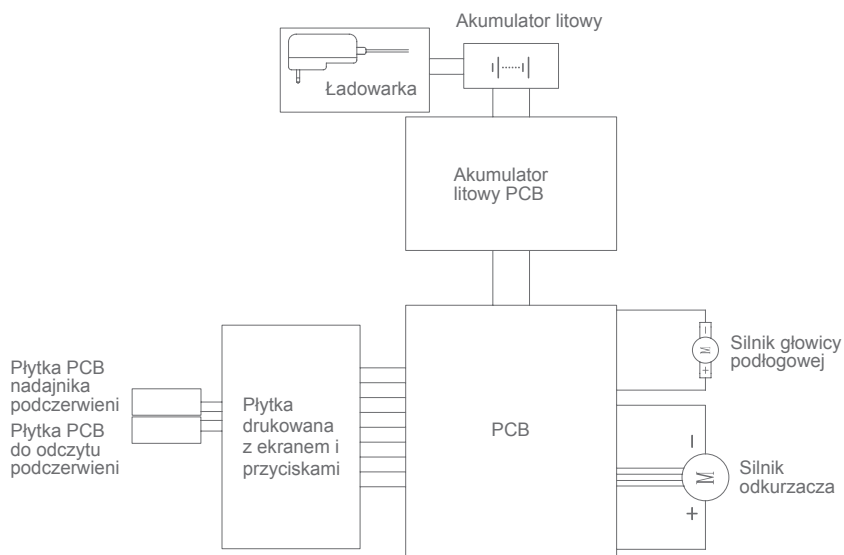 Akumulator litowy
Ładowarka
Akumulator
litowy PCB
Płytka PCB
nadajnika
podczerwieni
Płytka PCB
do odczytu
podczerwieni
Płytka
drukowana
z ekranem i
przyciskami
PCB
−
M
+
Silnik głowicy
podłogowej
−
M
+
Silnik
odkurzacza